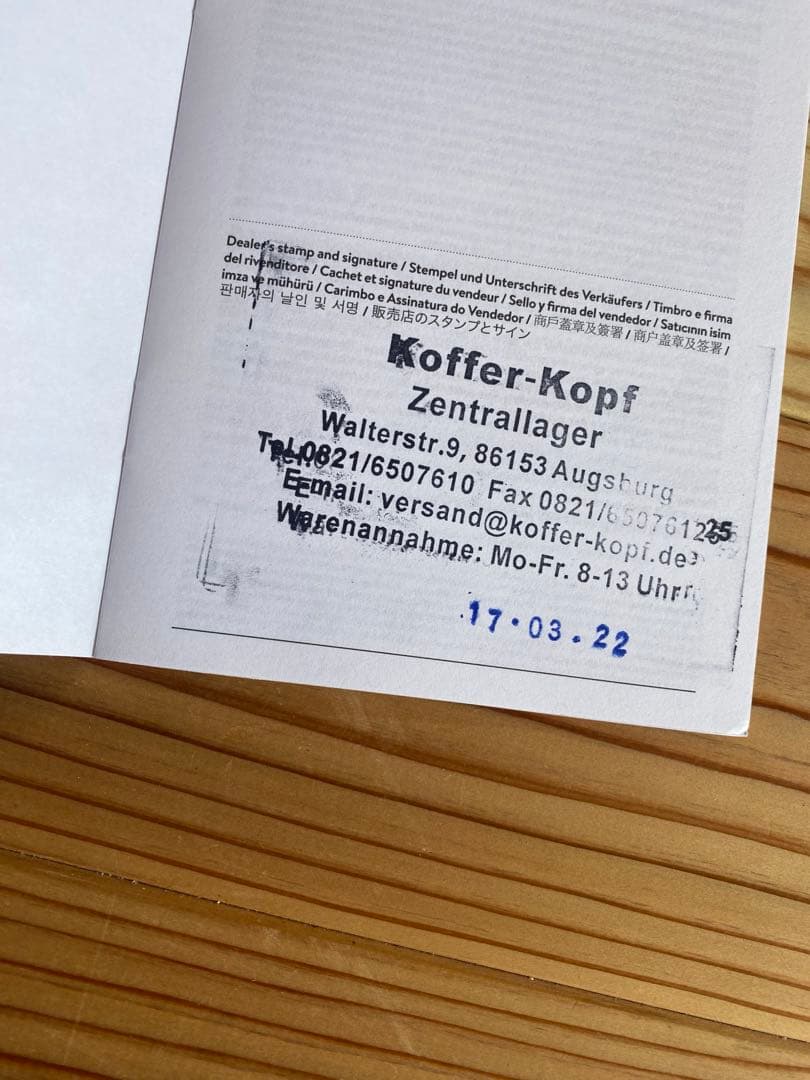 Dealer's stamp and signature / Stempel und Unterschrift des Verkäufers / Timbro e firma
del rivenditore / Cachet et signature du vendeur / Sello y firma del vendedor / Satıcının isim
imza ve mühürü / Carimbo e Assinatura do Vendedor / 商戶蓋章及簽署 / 商户盖章及签署 /
판매자의 날인 및 서명 / 販売店のスタンプとサイン
Koffer-Kopf
Zentrallager
Walterstr.9, 86153 Augsburg
Tel.0821/6507610 Fax 0821/
E-mail: versand@koffer-kopf.de
Warenannahme: Mo-Fr. 8-13 Uhr
17.03.22